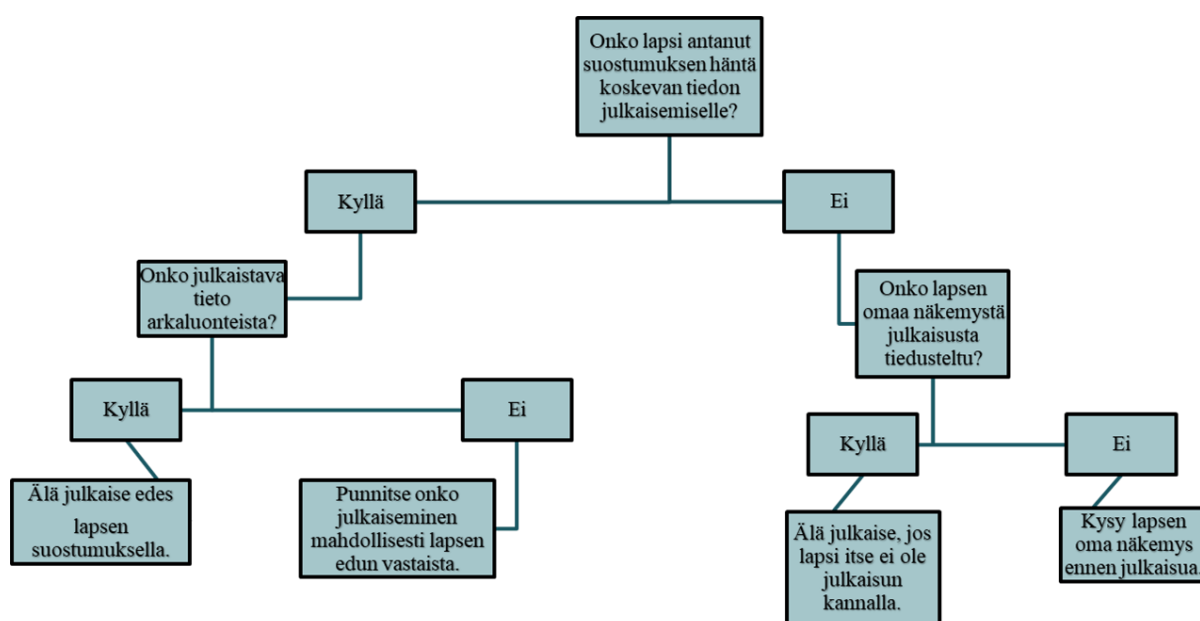 Onko lapsi antanut
suostumuksen häntä
koskevan tiedon
julkaisemiselle?
Kyllä
Ei
Onko julkaistava
tieto
arkaluonteista?
Onko lapsen
omaa näkemystä
julkaisusta
tiedusteltu?
Kyllä
Ei
Kyllä
Ei
Älä julkaise edes
lapsen
suostumuksella.
Punnitse onko
julkaiseminen
mahdollisesti lapsen
edun vastaista.
Älä julkaise, jos
lapsi itse ei ole
julkaisun
kannalla.
Kysy lapsen
oma näkemys
ennen julkaisua.